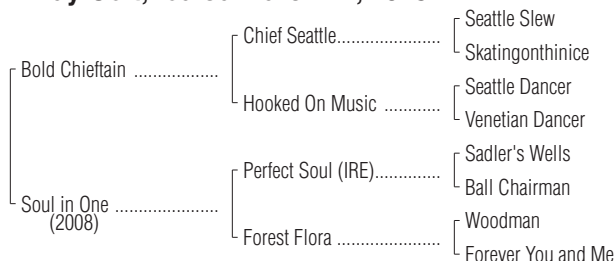 Seattle Slew
Chief Seattle
Skatingonthinice
Bold Chieftain
Seattle Dancer
Hooked On Music
Venetian Dancer
Sadler's Wells
Perfect Soul (IRE)
Ball Chairman
Soul in One
(2008)
Woodman
Forest Flora
Forever You and Me